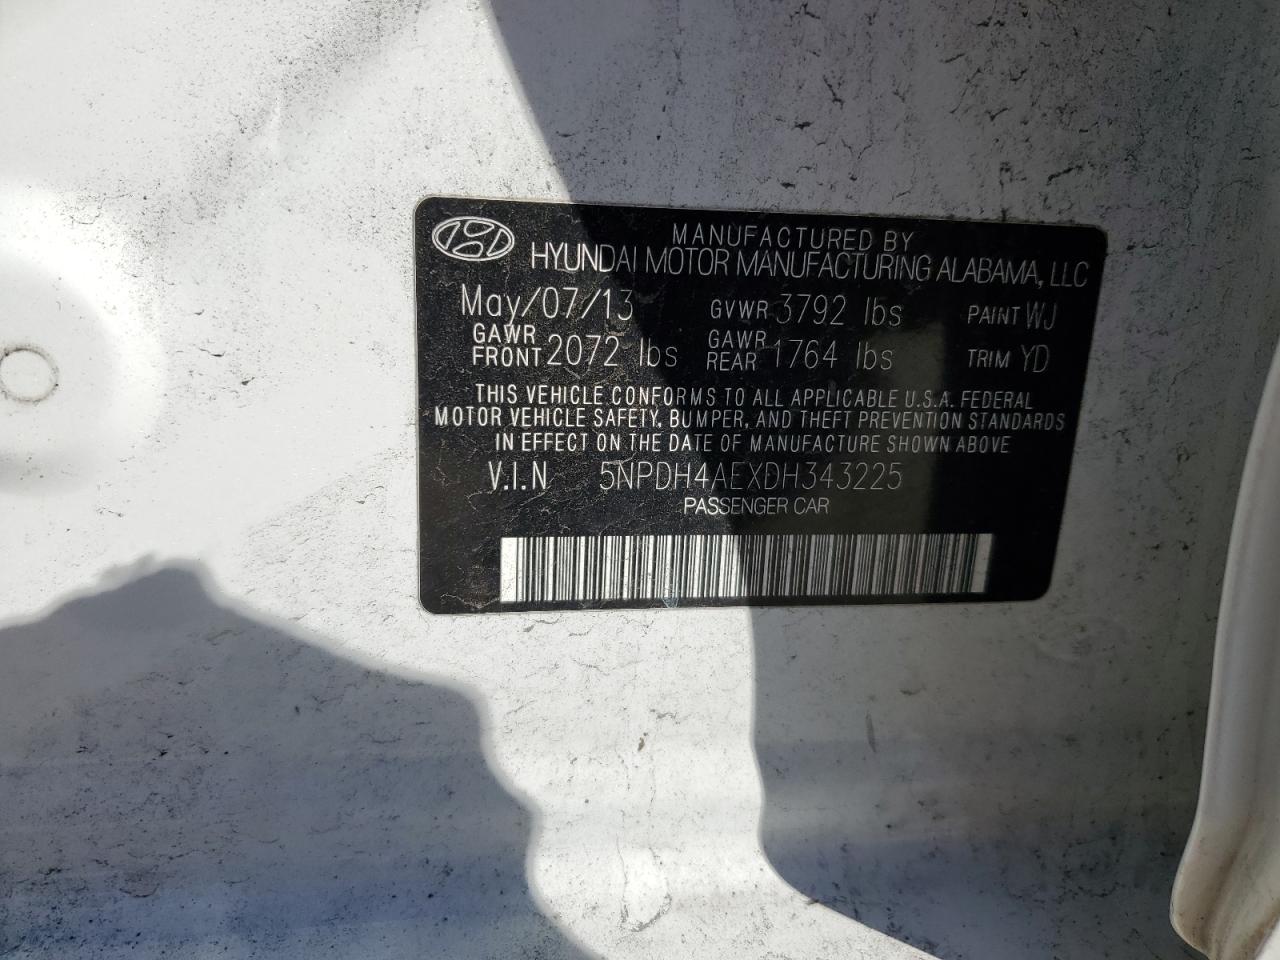 MANUFACTURED BY
HYUNDAI MOTOR MANUFACTURING ALABAMA, LLC
May/07/13 GVWR 3792 lbs PAINT WJ
GAWR FRONT 2072 lbs GAWR REAR 1764 lbs TRIM YD
THIS VEHICLE CONFORMS TO ALL APPLICABLE U.S.A. FEDERAL
MOTOR VEHICLE SAFETY, BUMPER, AND THEFT PREVENTION STANDARDS
IN EFFECT ON THE DATE OF MANUFACTURE SHOWN ABOVE
V.I.N 5NPDH4AEXDH343225
PASSENGER CAR